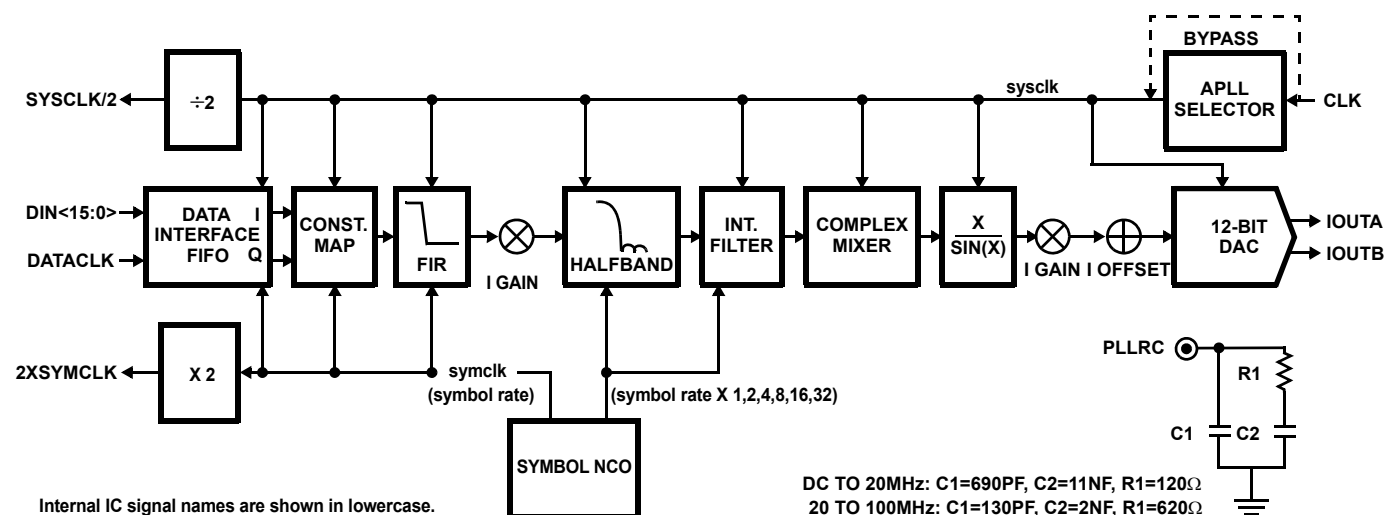 BYPASS
SYSCLK/2
÷2
sysclk
APLL
SELECTOR
CLK
DIN<15:0>
DATACLK
DATA
INTERFACE
FIFO
I
Q
CONST.
MAP
FIR
I GAIN
HALFBAND
INT.
FILTER
COMPLEX
MIXER
X
SIN(X)
I GAIN
I OFFSET
12-BIT
DAC
IOUTA
IOUTB
2XSYMCLK
X 2
symclk
(symbol rate)
(symbol rate X 1,2,4,8,16,32)
SYMBOL NCO
PLLRC
R1
C1
C2
Internal IC signal names are shown in lowercase.
DC TO 20MHz: C1=690PF, C2=11NF, R1=120Ω
20 TO 100MHz: C1=130PF, C2=2NF, R1=620Ω